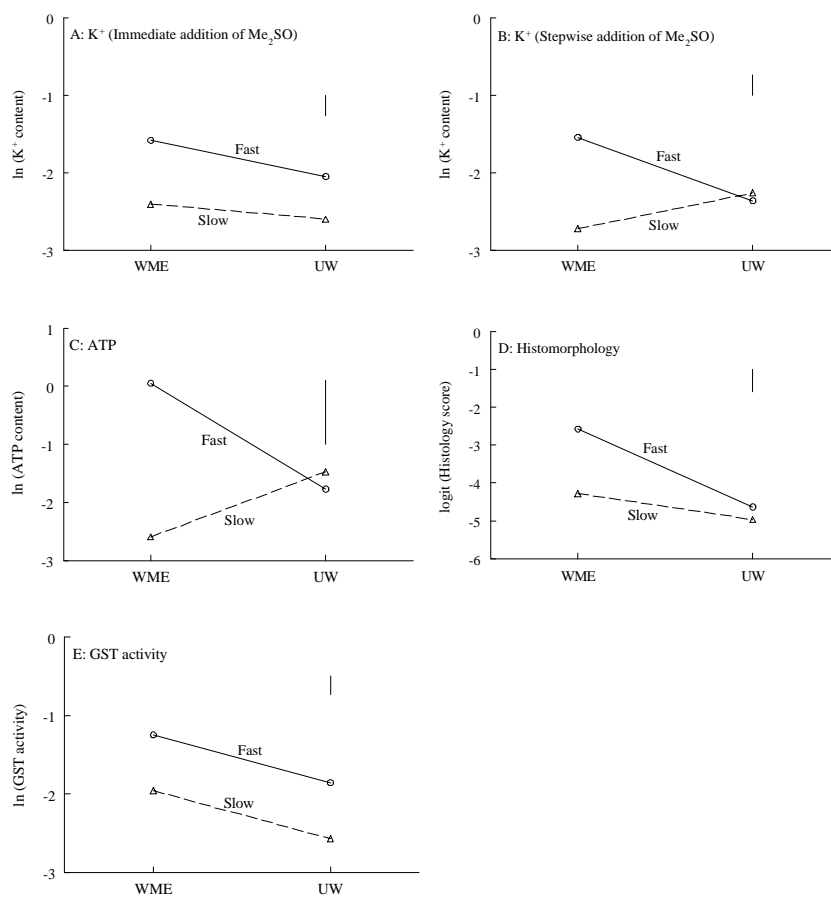 A: K⁺ (Immediate addition of Me₂SO)
0
-1
-2
-3
ln (K⁺ content)
Fast
Slow
WME
UW
B: K⁺ (Stepwise addition of Me₂SO)
0
-1
-2
-3
ln (K⁺ content)
Fast
Slow
WME
UW
C: ATP
1
0
-1
-2
-3
ln (ATP content)
Fast
Slow
WME
UW
D: Histomorphology
0
-1
-2
-3
-4
-5
-6
logit (Histology score)
Fast
Slow
WME
UW
E: GST activity
0
-1
-2
-3
ln (GST activity)
Fast
Slow
WME
UW